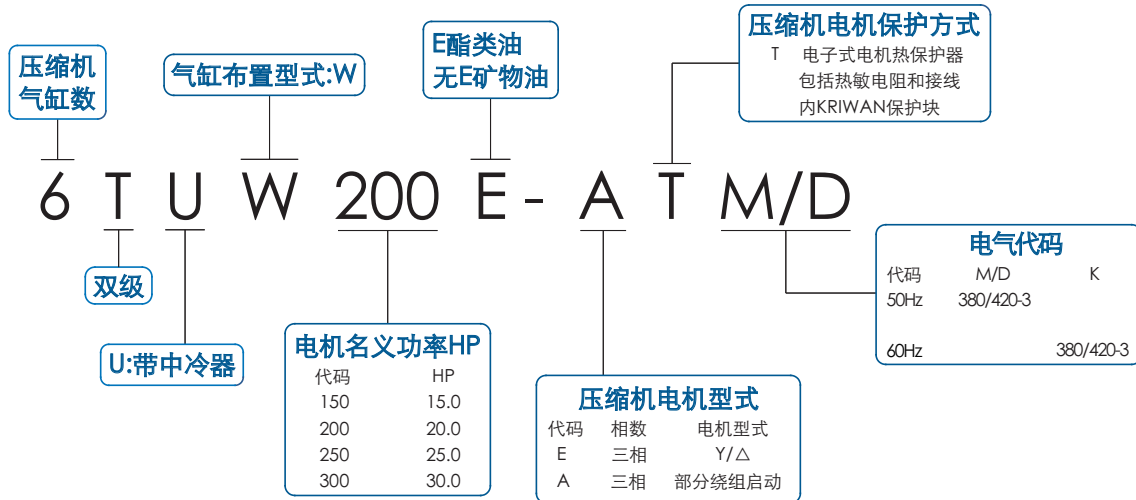 压缩机
气缸数
气缸布置型式:W
E酯类油
无E矿物油
压缩机电机保护方式
T 电子式电机热保护器
包括热敏电阻和接线
内KRIWAN保护块
6 T U W 200 E - A T M/D
双级
U:带中冷器
电机名义功率HP
代码 HP
150 15.0
200 20.0
250 25.0
300 30.0
压缩机电机型式
代码 相数 电机型式
E 三相 Y/△
A 三相 部分绕组启动
电气代码
代码 M/D K
50Hz 380/420-3
60Hz 380/420-3